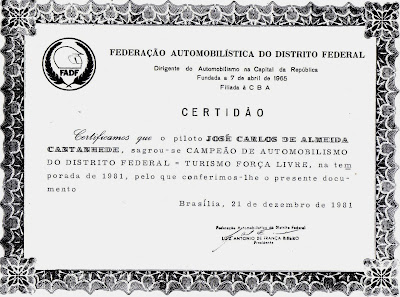 FADF
FEDERAÇÃO AUTOMOBILÍSTICA DO DISTRITO FEDERAL
Dirigente do Automobilismo na Capital da República
Fundada a 7 de abril de 1965
Filiada à C B A
CERTIDÃO
Certificamos que o piloto JOSÉ CARLOS DE ALMEIDA
CANTANHEDE, sagrou-se CAMPEÃO DE AUTOMOBILISMO
DO DISTRITO FEDERAL - TURISMO FORÇA LIVRE, na tem
porada de 1981, pelo que conferimos-lhe o presente docu-
mento
Brasília, 21 de dezembro de 1981
Federação Automobilística do Distrito Federal
LUIZ ANTONIO DE FRANÇA RIBEIRO
Presidente